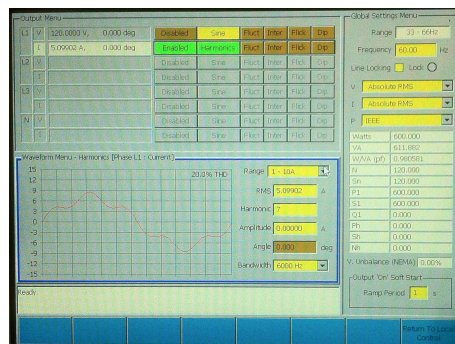 Output Menu
L1 V 120.0000 V, 0.000 deg Disabled Sine Fluct Inter Flick Dip
I 5.09902 A, 0.000 deg Enabled Harmonics Fluct Inter Flick Dip
L2 V Disabled Sine Fluct Inter Flick Dip
I Disabled Sine Fluct Inter Flick Dip
L3 V Disabled Sine Fluct Inter Flick Dip
I Disabled Sine Fluct Inter Flick Dip
N V Disabled Sine Fluct Inter Flick Dip
I Disabled Sine Fluct Inter Flick Dip
Waveform Menu - Harmonics [Phase L1 : Current]
20.0% THD
15
12
9
6
3
0
-3
-6
-9
-12
-15
Range 1 - 10A
RMS 5.09902 A
Harmonic 7
Amplitude 0.00000 A
Angle 0.000 deg
Bandwidth 6000 Hz
Ready
Global Settings Menu
Range 33 - 66Hz
Frequency 60.00 Hz
Line Locking Lock
V Absolute RMS
I Absolute RMS
P IEEE
Watts 600.000
VA 611.882
W/VA (pf) 0.980581
N 120.000
Sn 120.000
P1 600.000
S1 600.000
Q1 0.000
Ph 0.000
Sh 0.000
Nh 0.000
V. Unbalance (NEMA) 0.00%
Output 'On' Soft Start
Ramp Period 1 s
Return To Local
Control